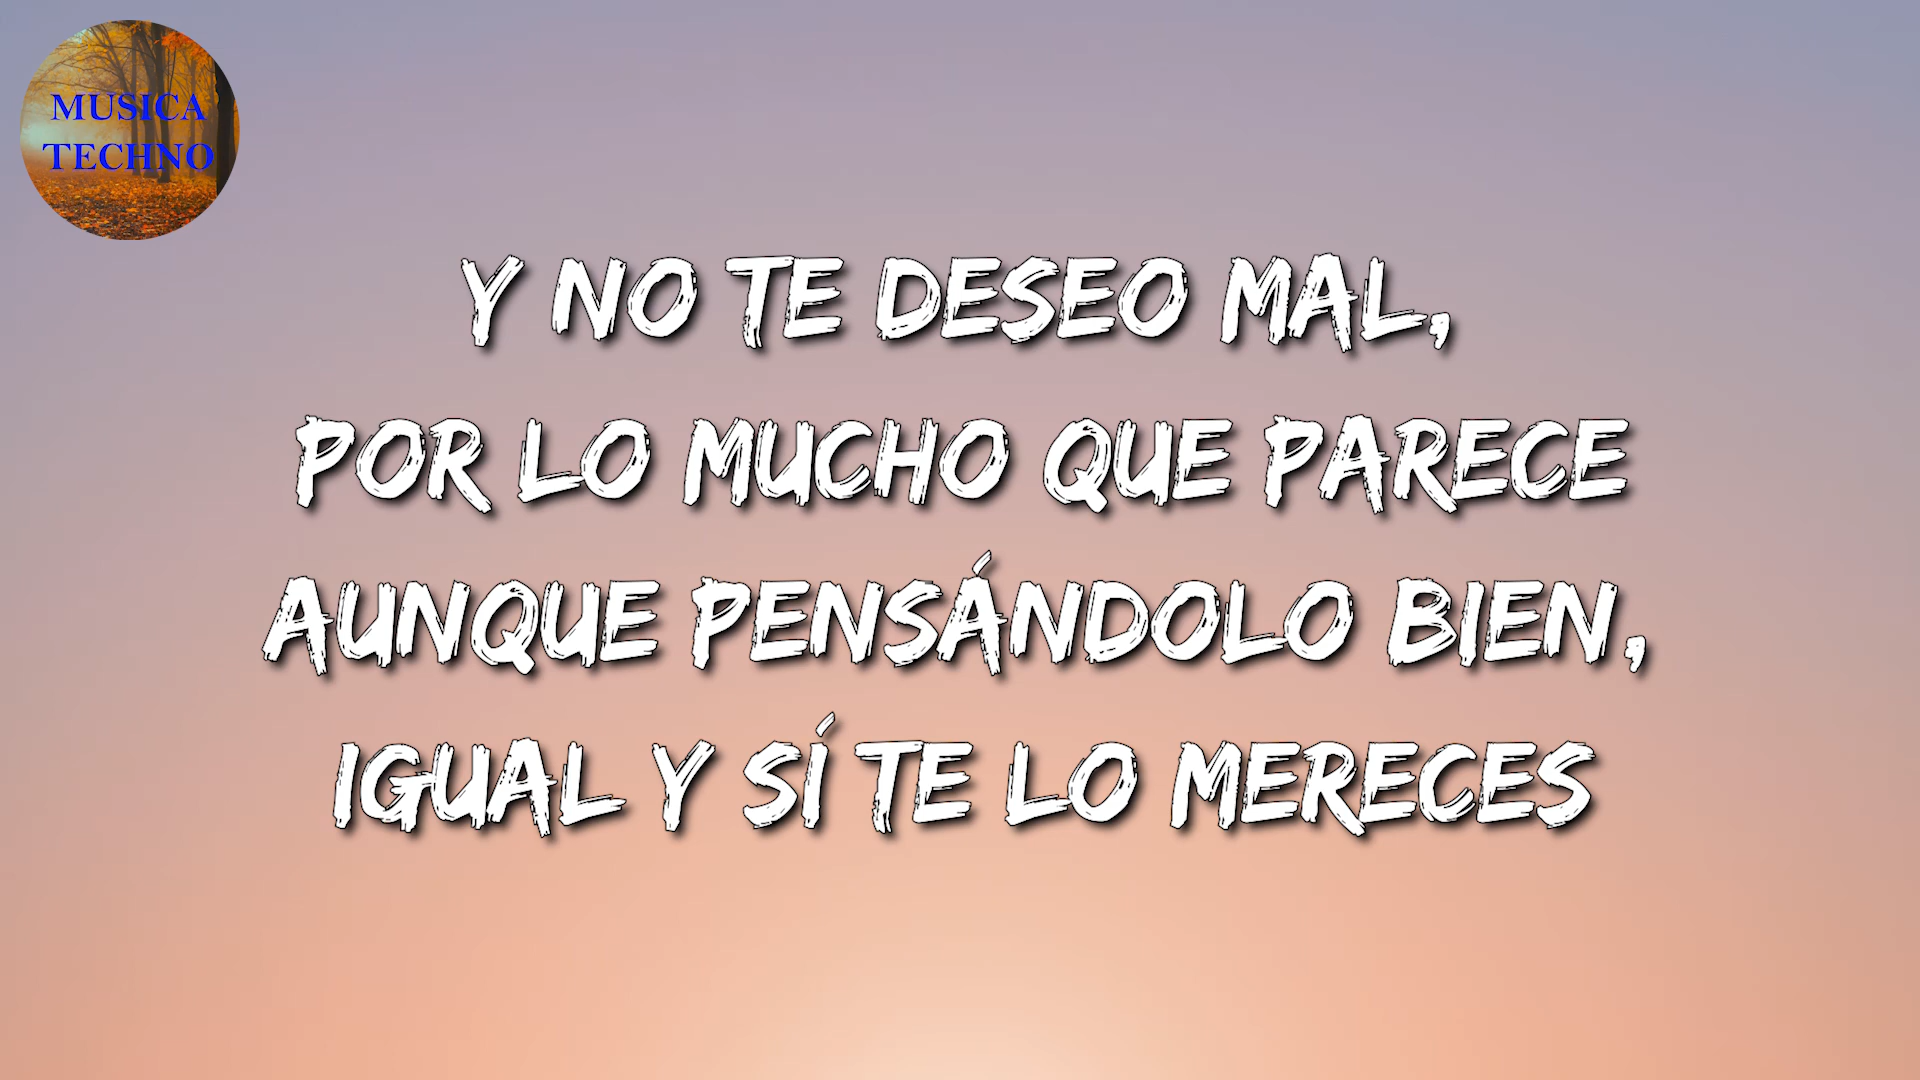 MUSICA
TECHNO
Y NO TE DESEO MAL,
POR LO MUCHO QUE PARECE
AUNQUE PENSÁNDOLO BIEN,
IGUAL Y SÍ TE LO MERECES